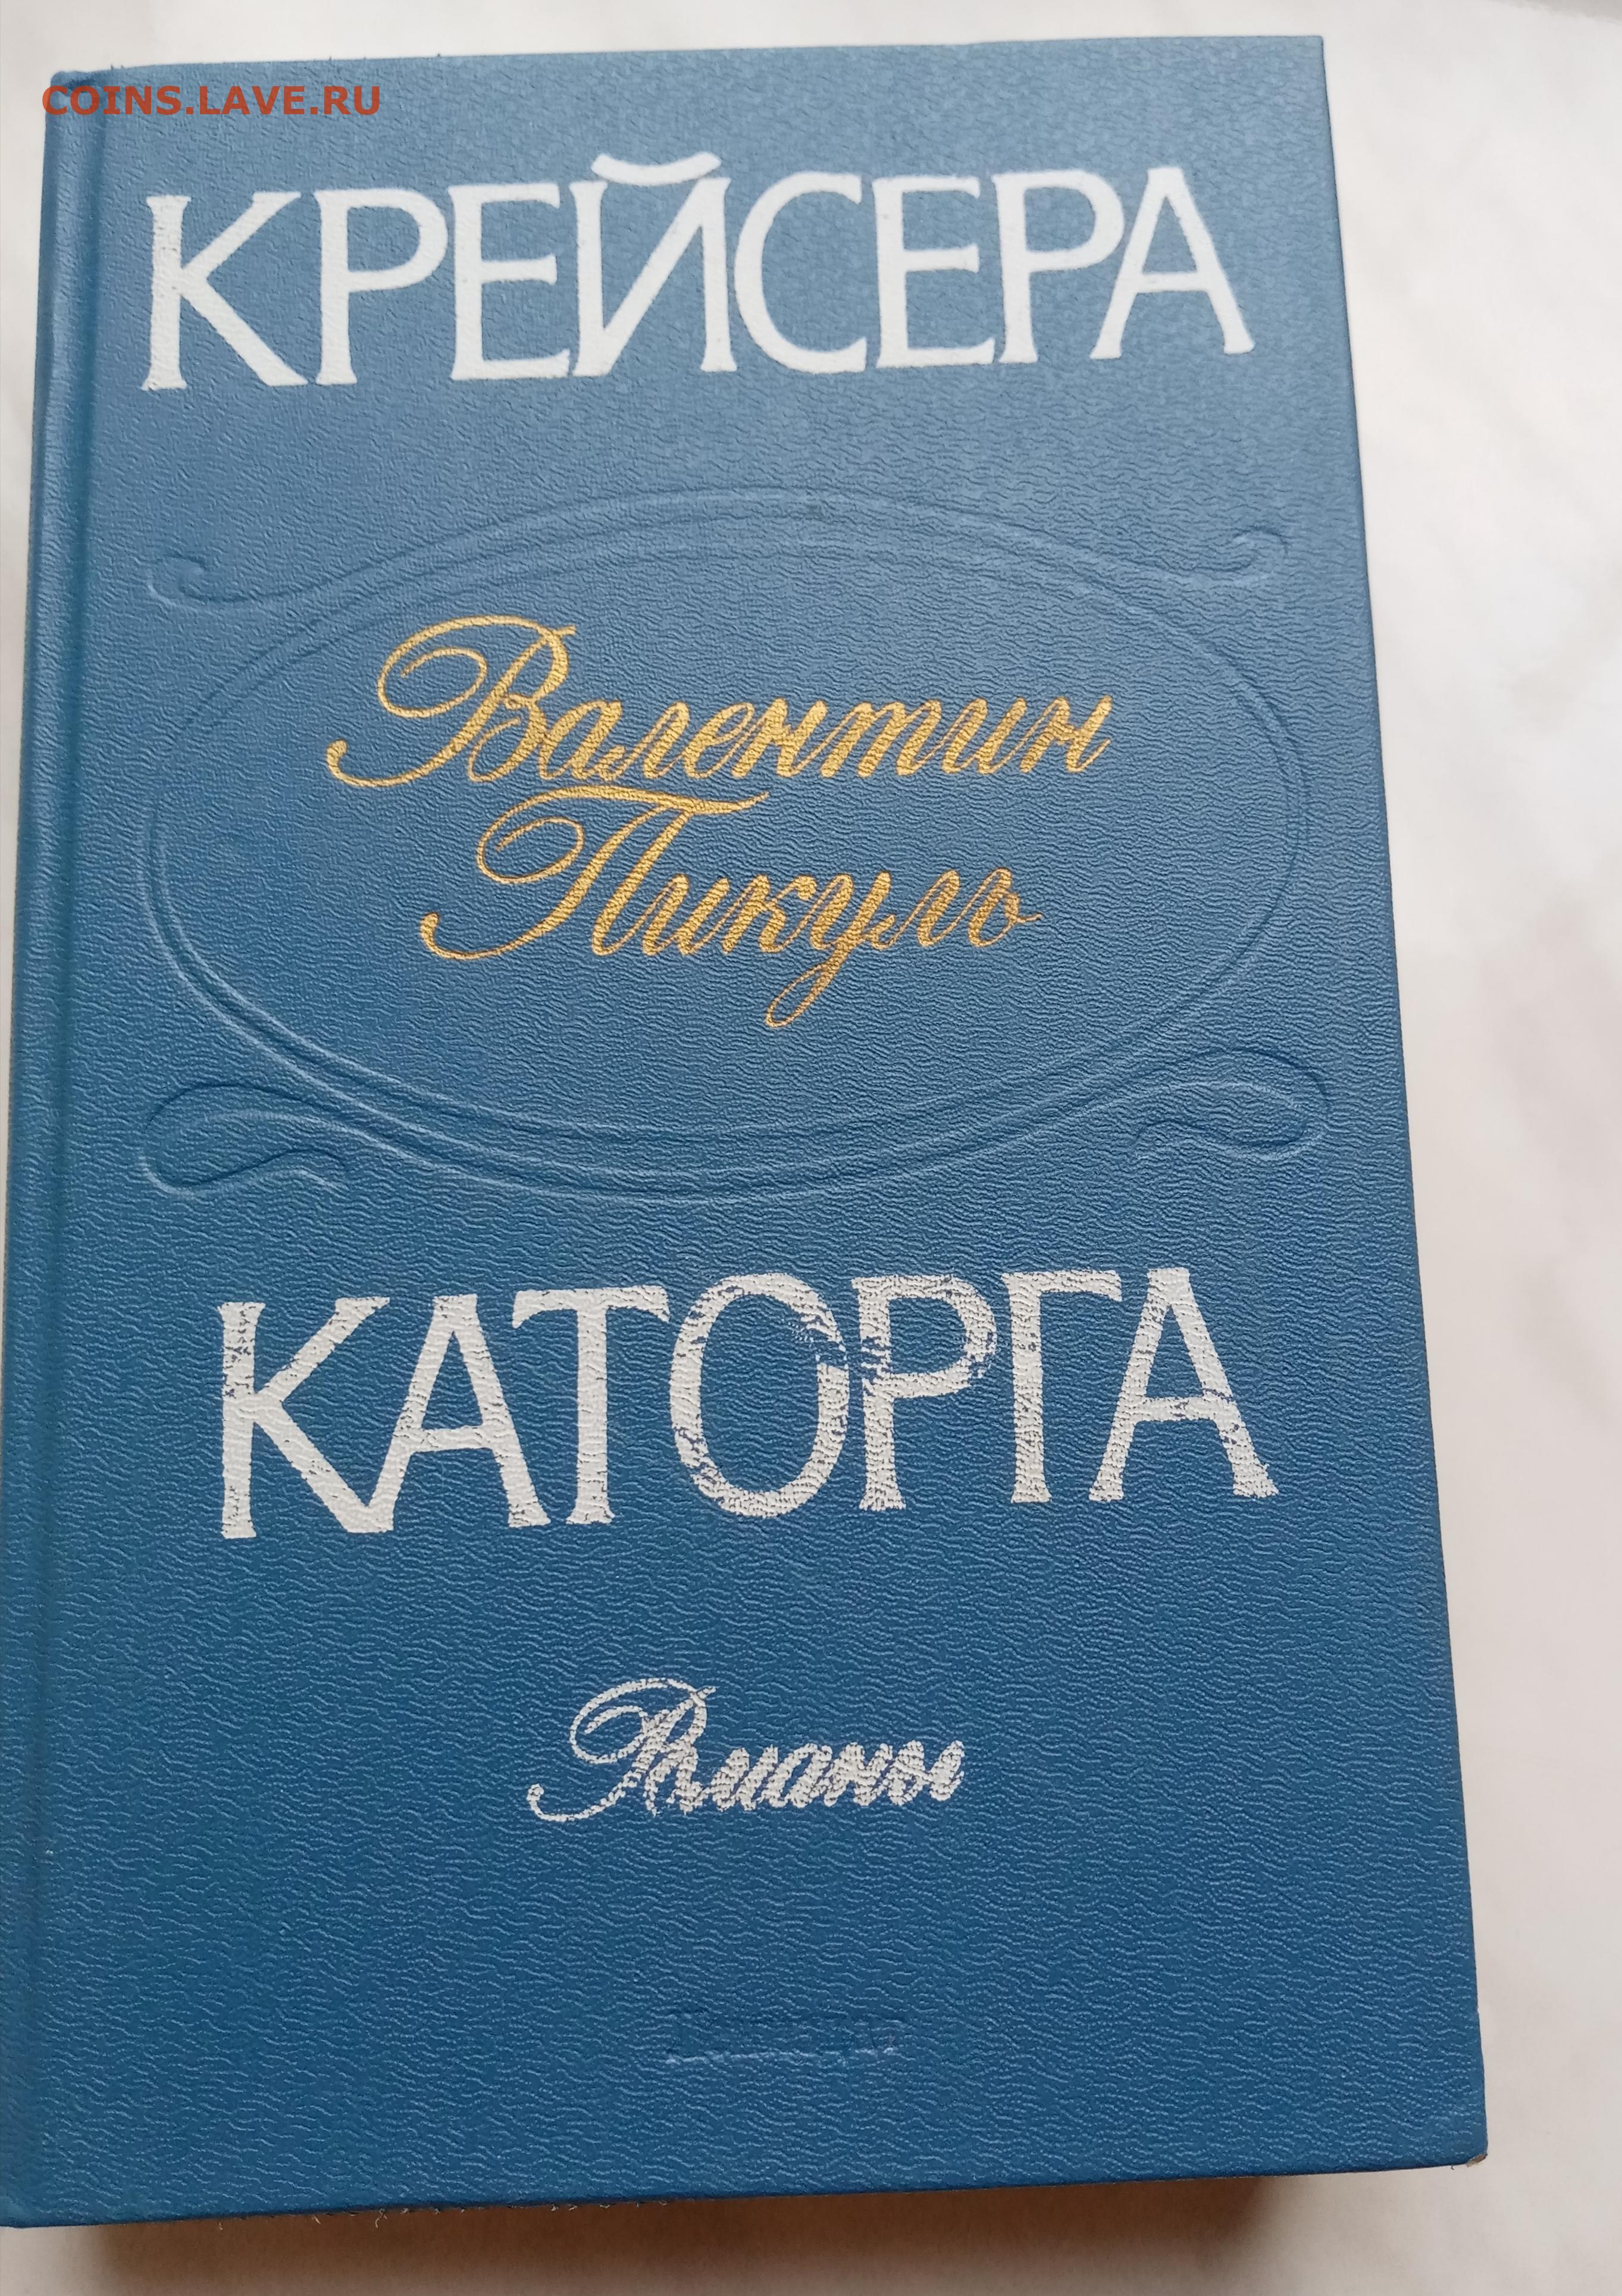 COINS.LAVE.RU
КРЕЙСЕРА
Валентин
Пикуль
КАТОРГА
Романы